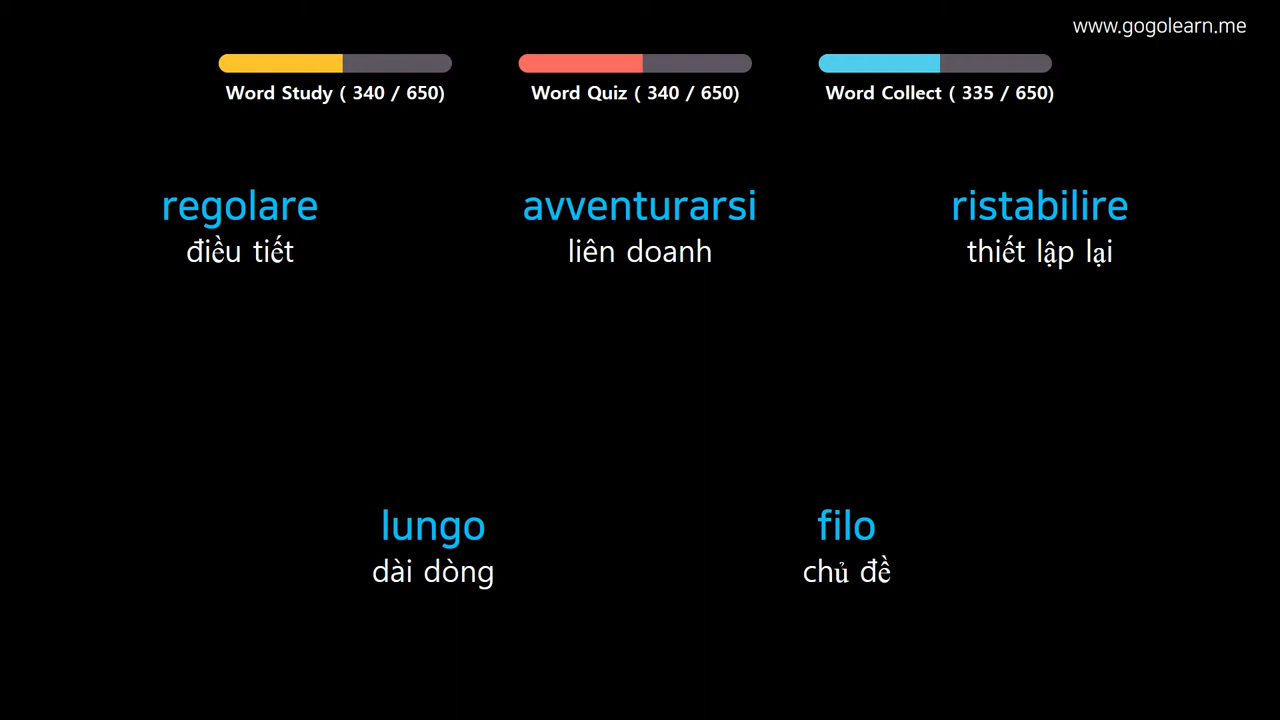 www.gogolearn.me
Word Study ( 340 / 650)
Word Quiz ( 340 / 650)
Word Collect ( 335 / 650)
regolare
avventurarsi
ristabilire
điều tiết
liên doanh
thiết lập lại
lungo
filo
dài dòng
chủ đề